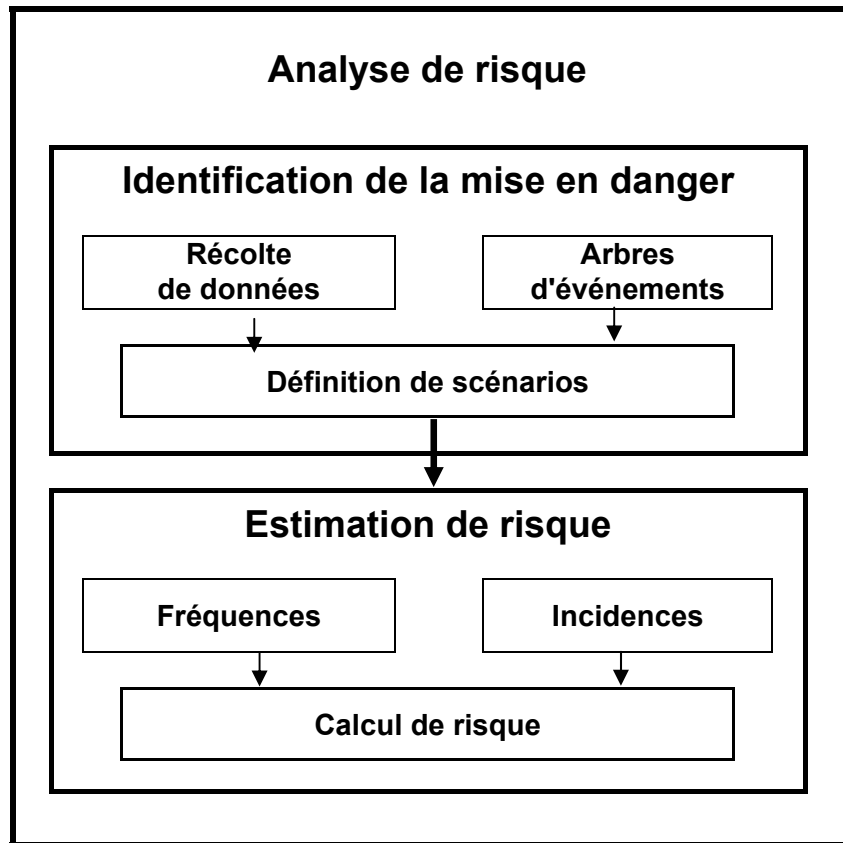 Analyse de risque
Identification de la mise en danger
Récolte
de données
Arbres
d'événements
Définition de scénarios
Estimation de risque
Fréquences
Incidences
Calcul de risque